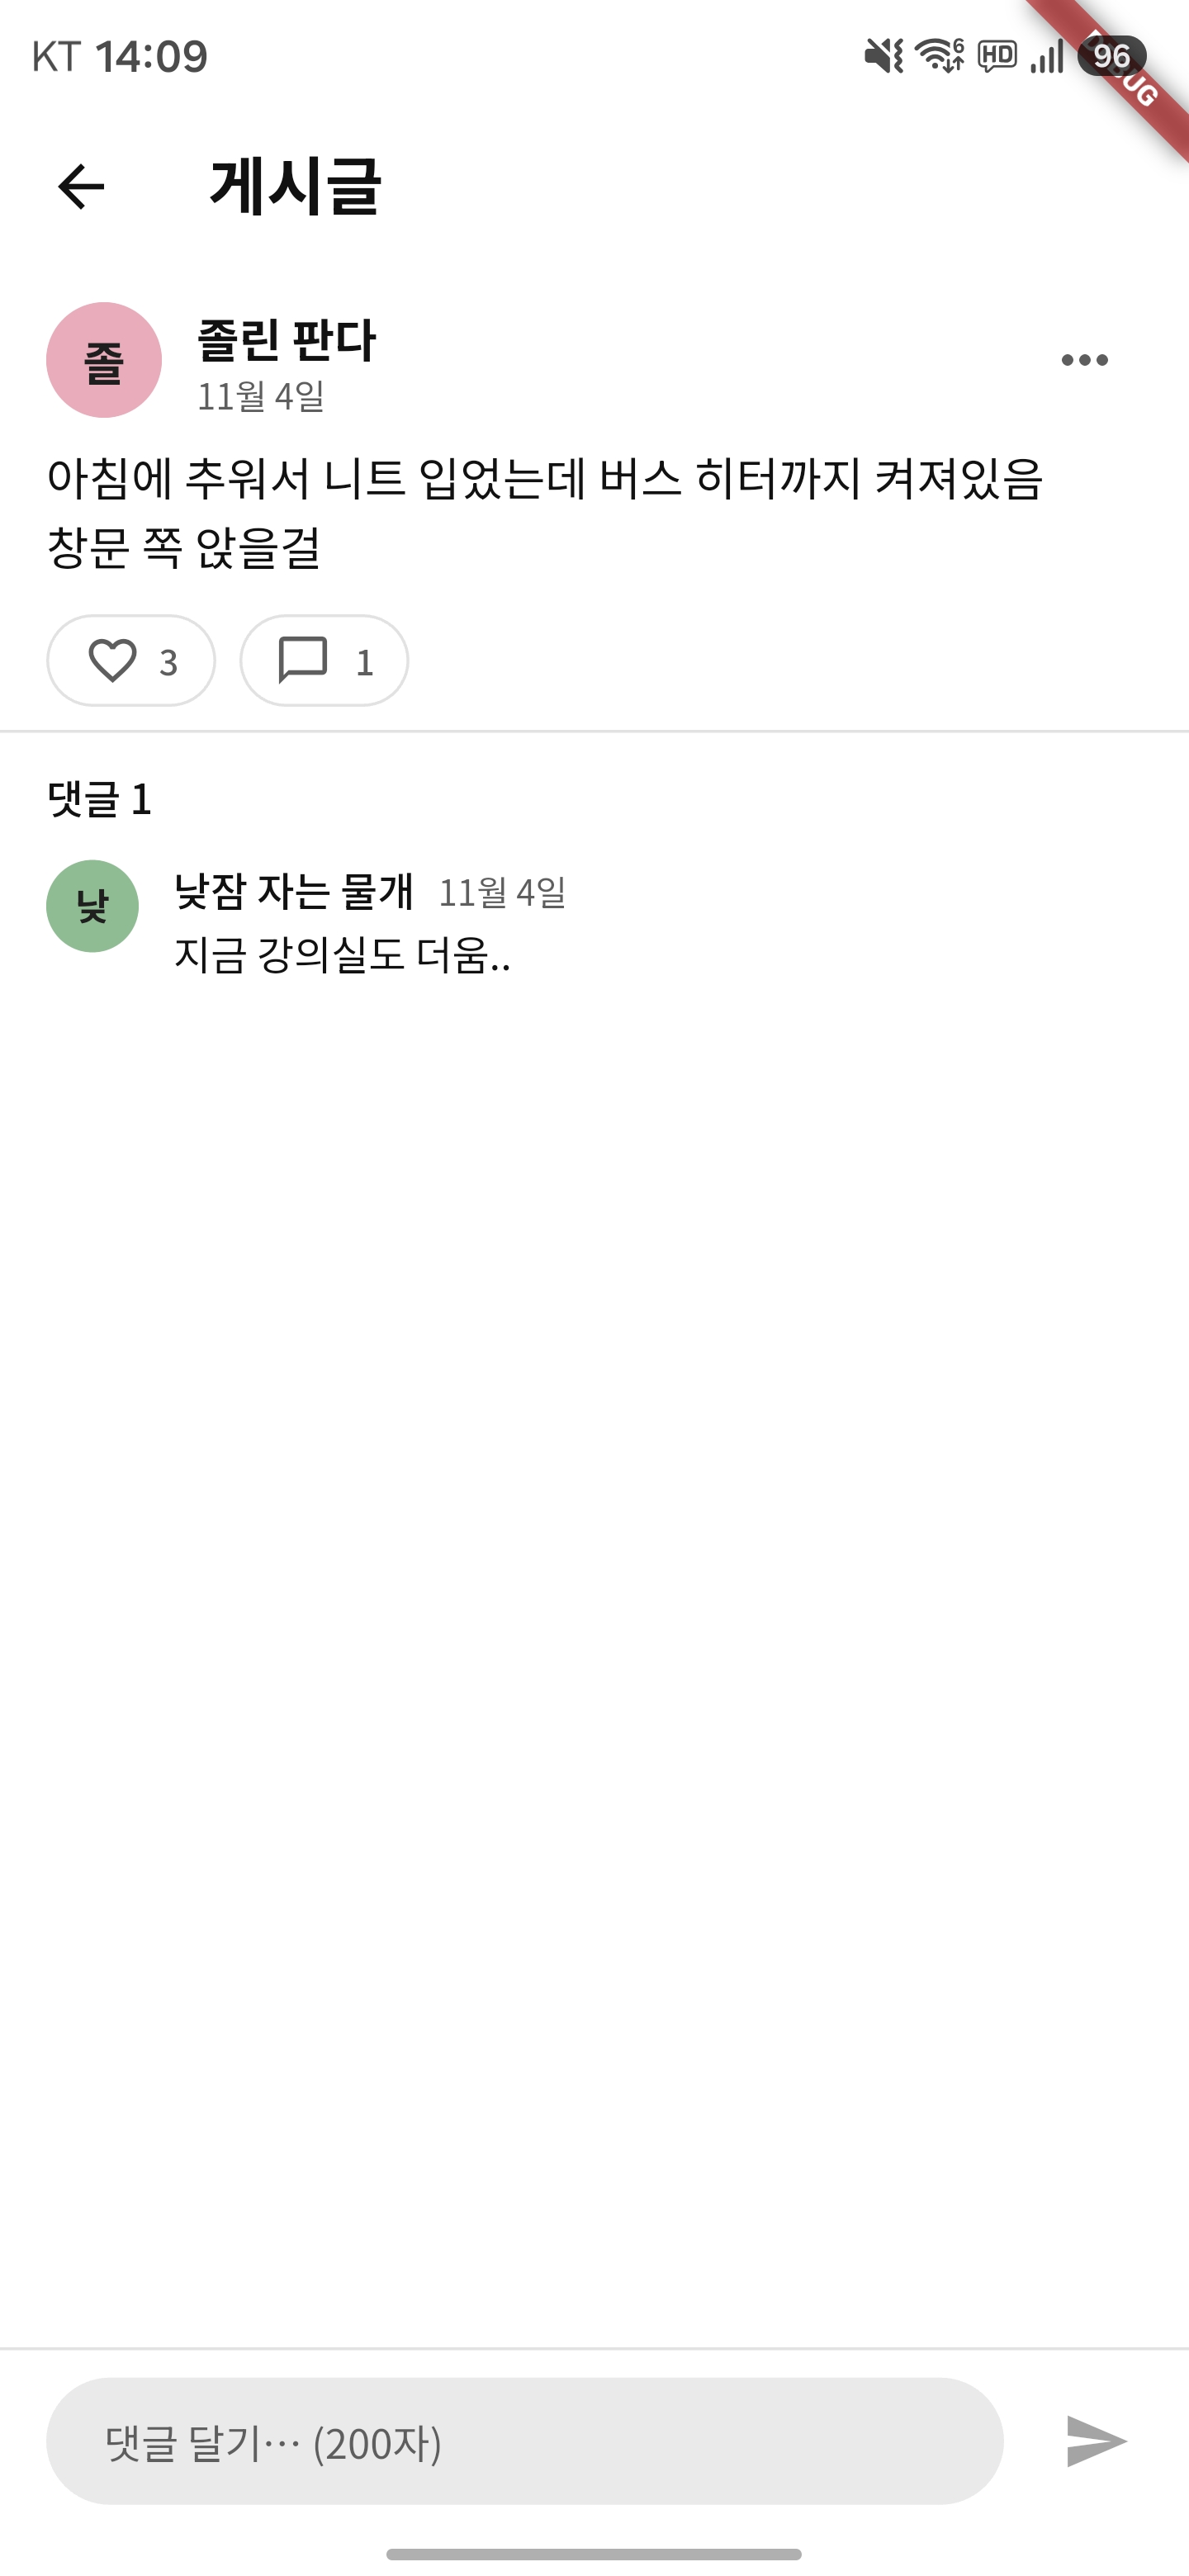 KT 14:09
6
HD
96
게시글
졸
졸린 판다
11월 4일
아침에 추워서 니트 입었는데 버스 히터까지 켜져있음
창문 쪽 앉을걸
3
1
댓글 1
낮
낮잠 자는 물개 11월 4일
지금 강의실도 더움..
댓글 달기… (200자)